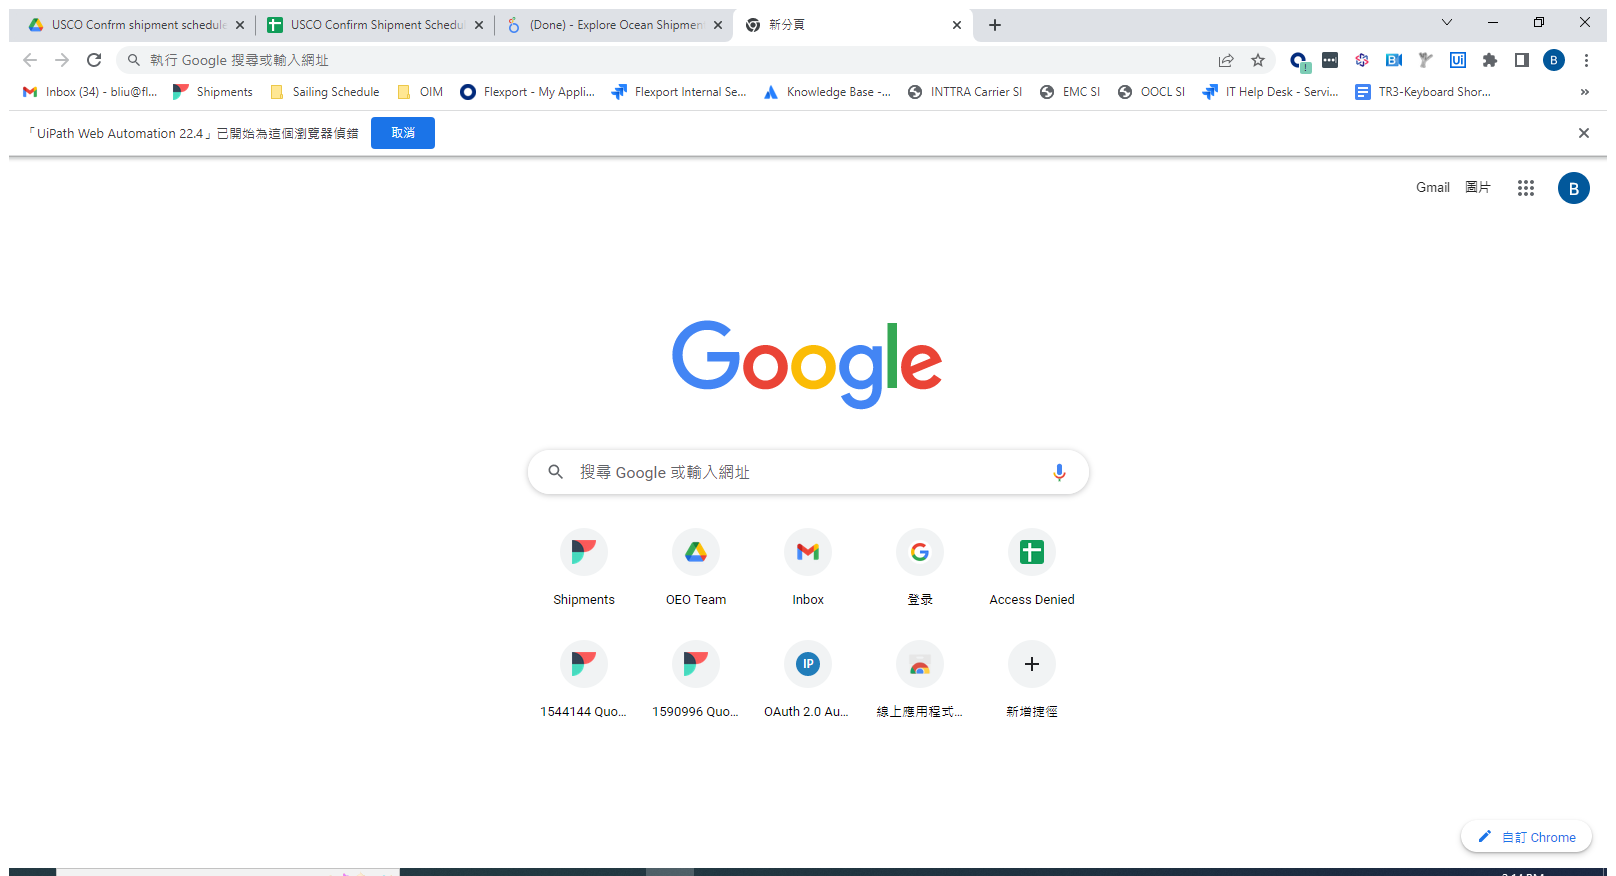 USCO Confrm shipment schedule
USCO Confirm Shipment Schedul
(Done) - Explore Ocean Shipmen
新分頁
執行 Google 搜尋或輸入網址
B
Inbox (34) - bliu@fl...
Shipments
Sailing Schedule
OIM
Flexport - My Appli...
Flexport Internal Se...
Knowledge Base -...
INTTRA Carrier SI
EMC SI
OOCL SI
IT Help Desk - Servi...
TR3-Keyboard Shor...
»
「UiPath Web Automation 22.4」已開始為這個瀏覽器偵錯
取消
Gmail
圖片
B
Google
搜尋 Google 或輸入網址
Shipments
OEO Team
Inbox
登录
Access Denied
IP
1544144 Quo...
1590996 Quo...
OAuth 2.0 Au...
線上應用程式...
新增捷徑
自訂 Chrome